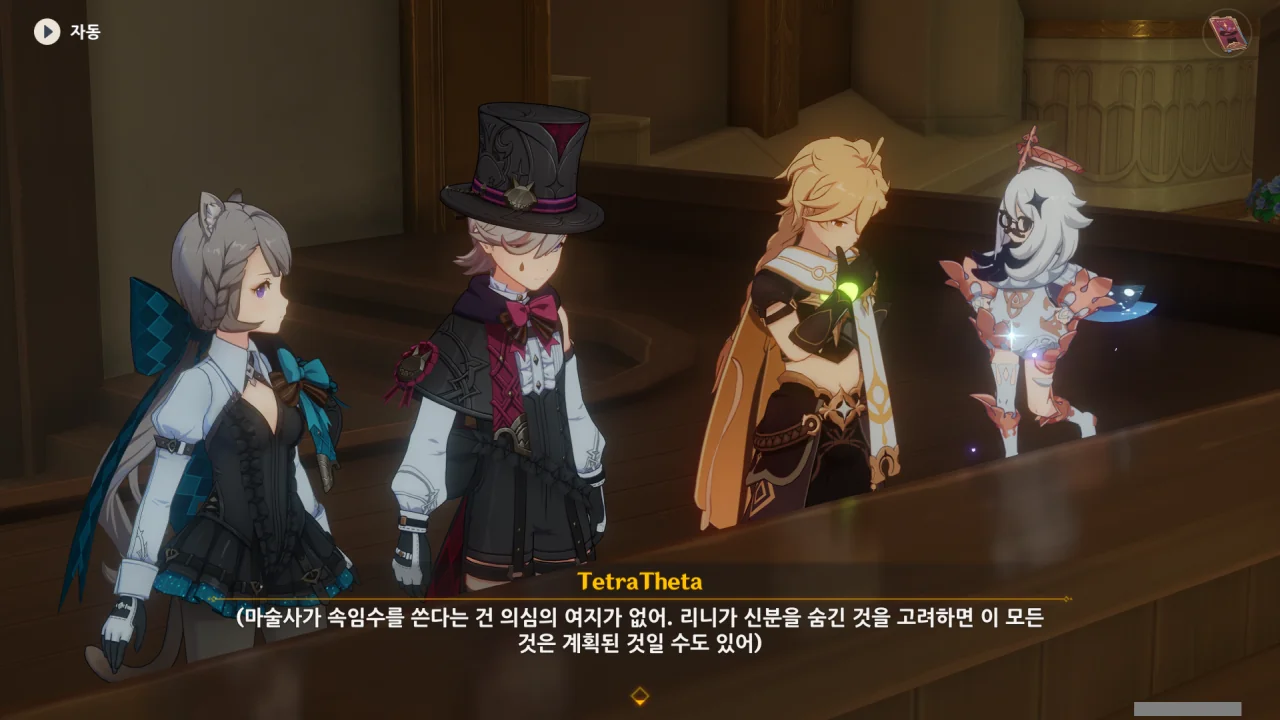 자동
TetraTheta
(마술사가 속임수를 쓴다는 건 의심의 여지가 없어. 리니가 신분을 숨긴 것을 고려하면 이 모든
것은 계획된 것일 수도 있어)